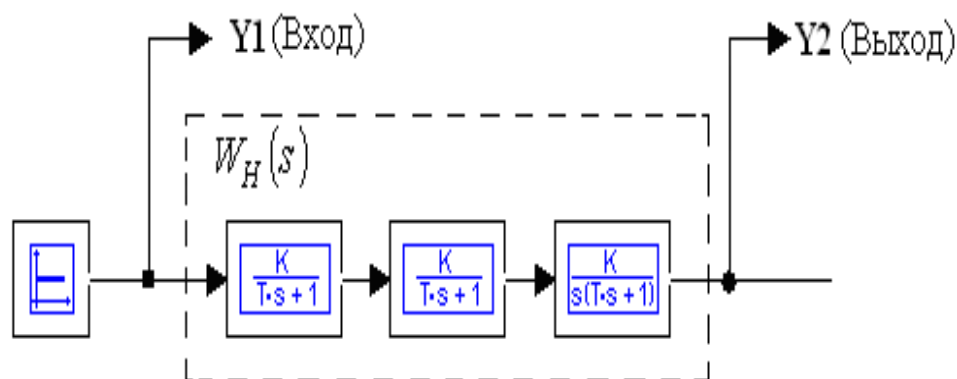 Y1 (Вход)
Y2 (Выход)
W_H(s)
K
T·s + 1
K
T·s + 1
K
s(T·s + 1)